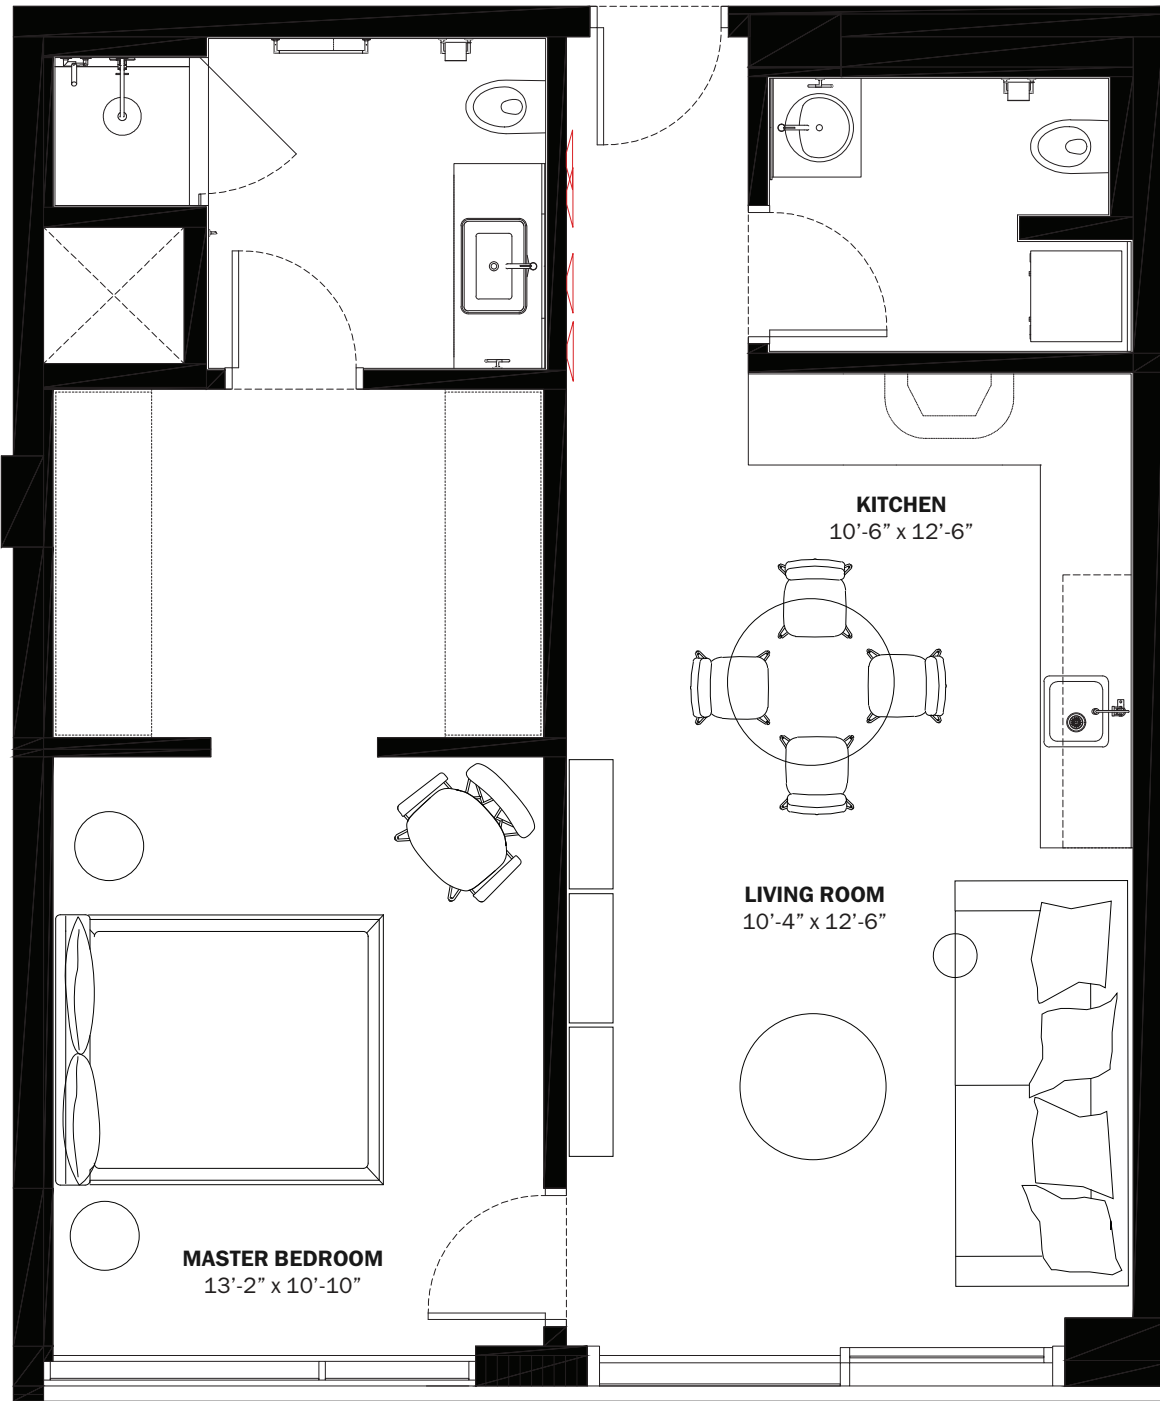 KITCHEN
10’-6” x 12’-6”
LIVING ROOM
10’-4” x 12’-6”
MASTER BEDROOM
13’-2” x 10’-10”